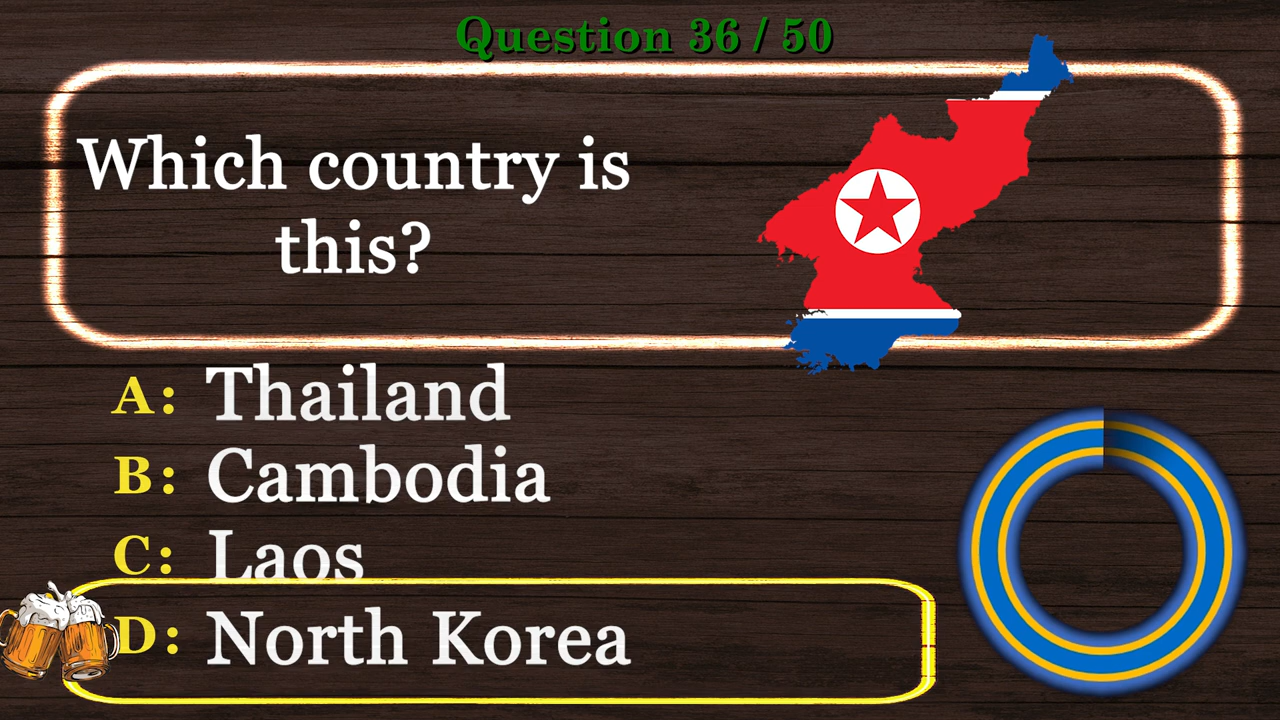 Question 36 / 50
Which country is
this?
A: Thailand
B: Cambodia
C: Laos
D: North Korea